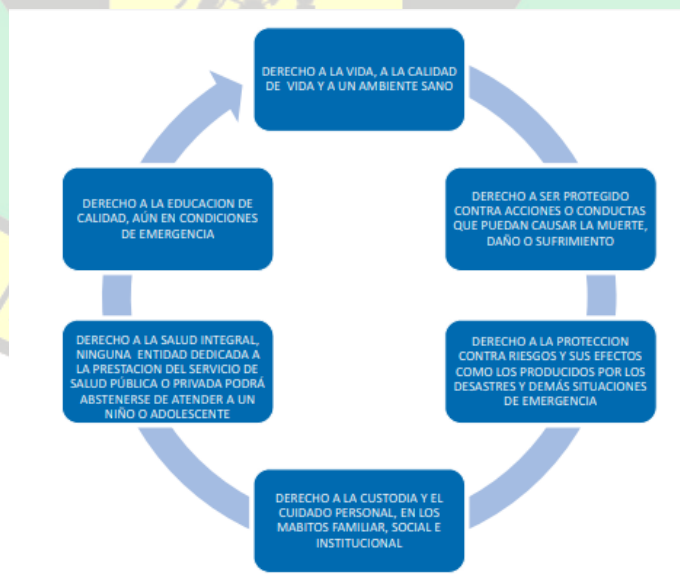 DERECHO A LA VIDA, A LA CALIDAD
DE VIDA Y A UN AMBIENTE SANO
DERECHO A SER PROTEGIDO
CONTRA ACCIONES O CONDUCTAS
QUE PUEDAN CAUSAR LA MUERTE,
DAÑO O SUFRIMIENTO
DERECHO A LA PROTECCION
CONTRA RIESGOS Y SUS EFECTOS
COMO LOS PRODUCIDOS POR LOS
DESASTRES Y DEMÁS SITUACIONES
DE EMERGENCIA
DERECHO A LA CUSTODIA Y EL
CUIDADO PERSONAL, EN LOS
MABITOS FAMILIAR, SOCIAL E
INSTITUCIONAL
DERECHO A LA SALUD INTEGRAL,
NINGUNA ENTIDAD DEDICADA A
LA PRESTACION DEL SERVICIO DE
SALUD PÚBLICA O PRIVADA PODRÁ
ABSTENERSE DE ATENDER A UN
NIÑO O ADOLESCENTE
DERECHO A LA EDUCACION DE
CALIDAD, AÚN EN CONDICIONES
DE EMERGENCIA